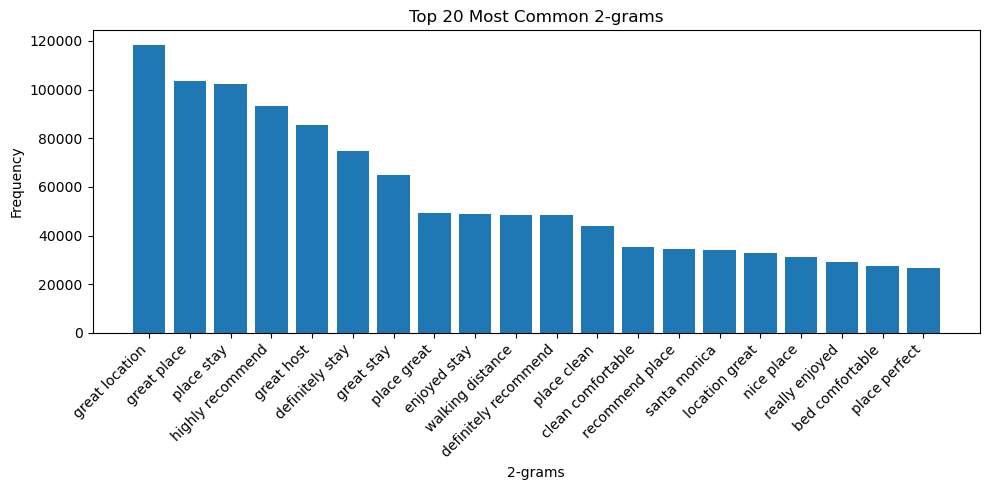 Top 20 Most Common 2-grams
Frequency
120000
100000
80000
60000
40000
20000
0
great location
great place
place stay
highly recommend
great host
definitely stay
great stay
place great
enjoyed stay
walking distance
definitely recommend
place clean
clean comfortable
recommend place
santa monica
location great
nice place
really enjoyed
bed comfortable
place perfect
2-grams